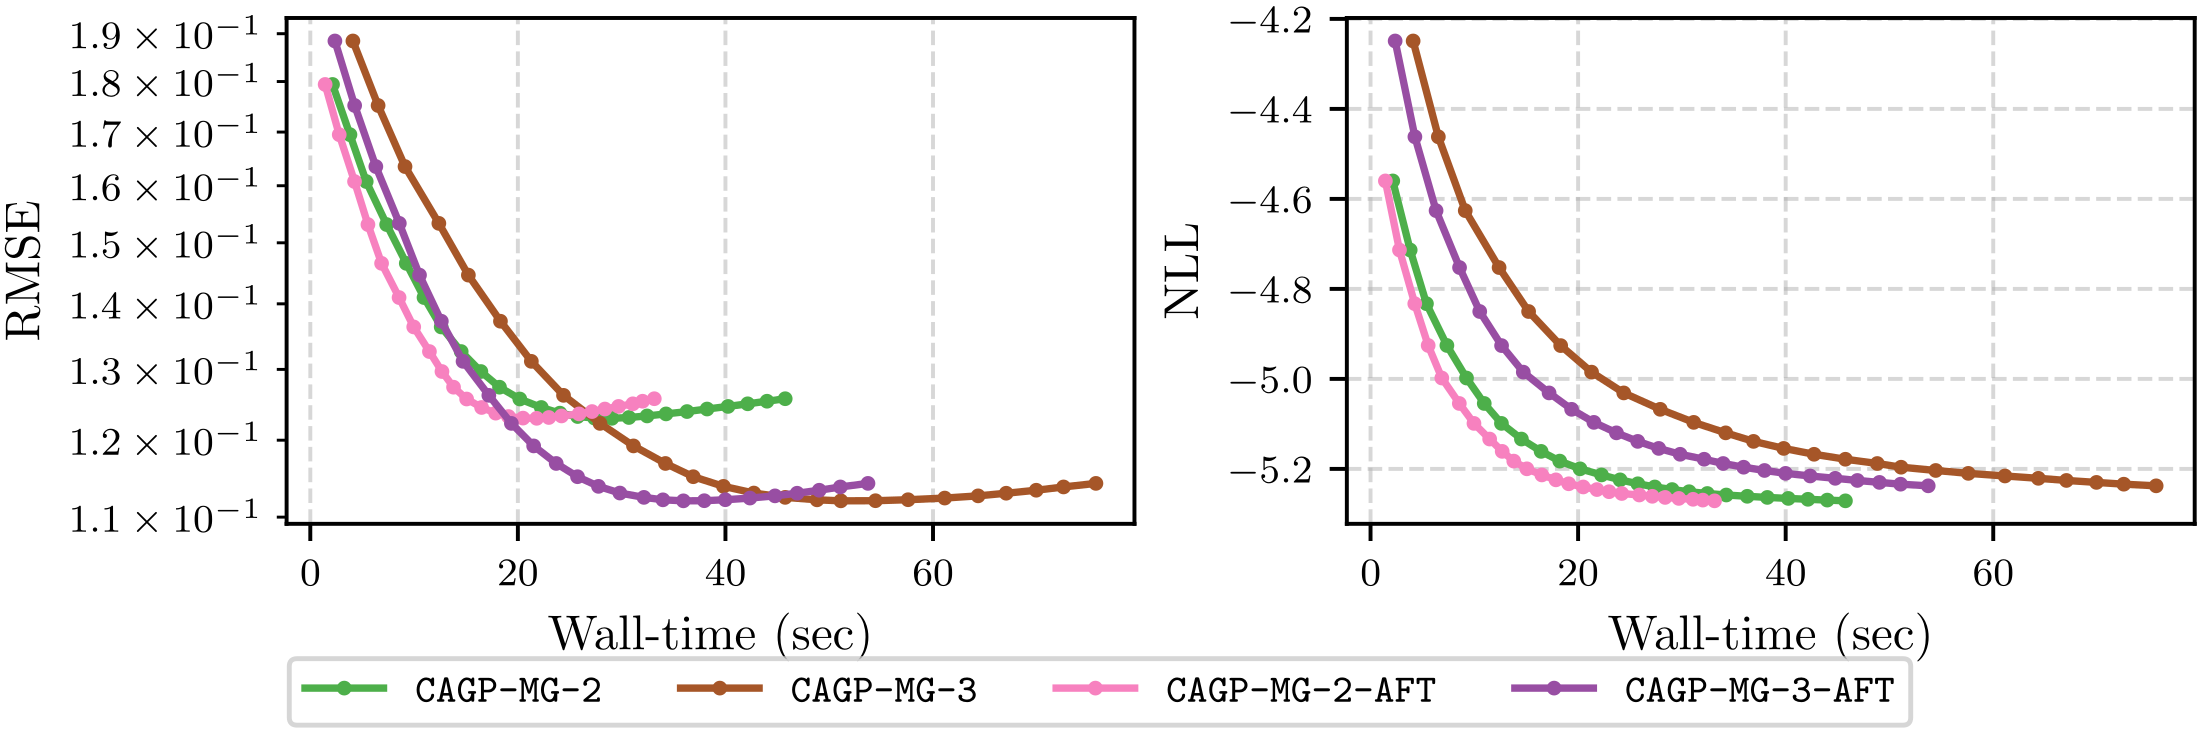 RMSE
1.9 × 10⁻¹
1.8 × 10⁻¹
1.7 × 10⁻¹
1.6 × 10⁻¹
1.5 × 10⁻¹
1.4 × 10⁻¹
1.3 × 10⁻¹
1.2 × 10⁻¹
1.1 × 10⁻¹
0 20 40 60
Wall-time (sec)
NLL
−4.2
−4.4
−4.6
−4.8
−5.0
−5.2
0 20 40 60
Wall-time (sec)
CAGP-MG-2 CAGP-MG-3 CAGP-MG-2-AFT CAGP-MG-3-AFT